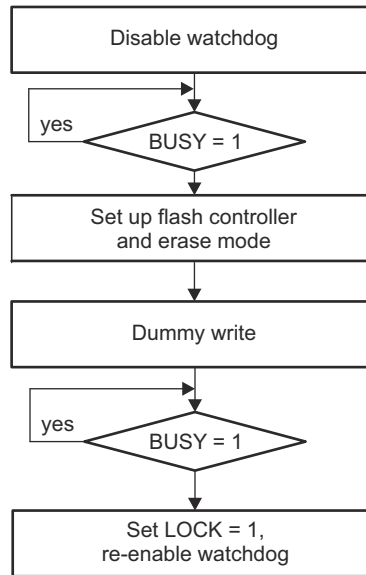 Disable watchdog
yes
BUSY = 1
Set up flash controller
and erase mode
Dummy write
yes
BUSY = 1
Set LOCK = 1,
re-enable watchdog